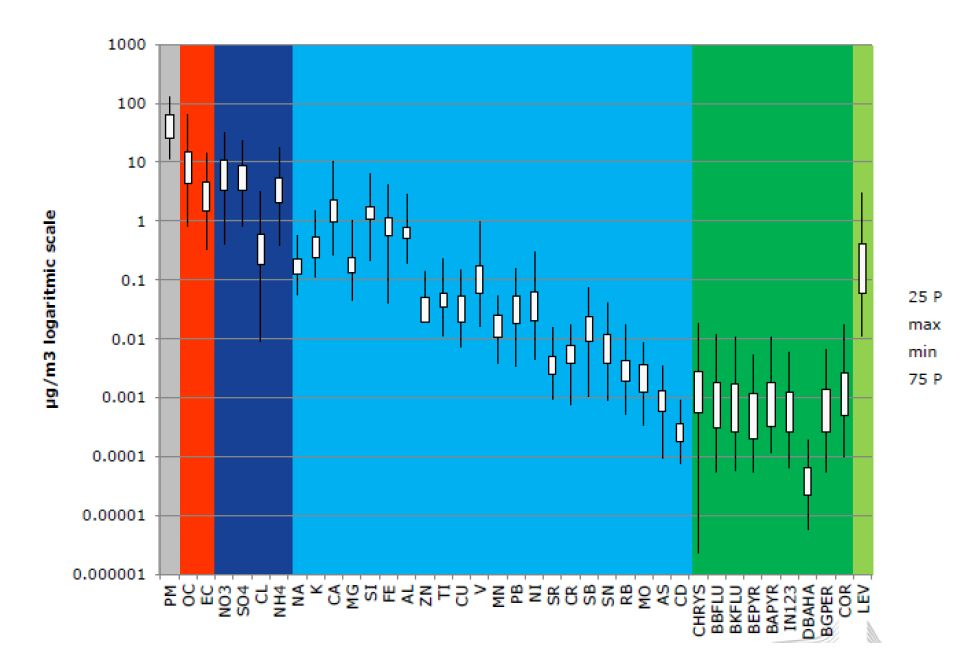 1000
100
10
1
0.1
0.01
0.001
0.0001
0.00001
0.000001
µg/m3 logaritmic scale
PM OC EC NO3 SO4 CL NH4 NA K CA MG SI FE AL ZN TI CU V MN PB NI SR CR SB SN RB MO AS CD CHRYS BBFLU BKFLU BEPYR BAPYR IN123 DBAHA BGPER COR LEV
25 P
max
min
75 P